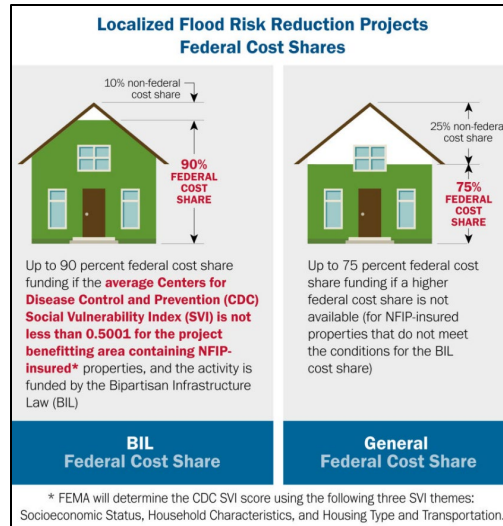 Localized Flood Risk Reduction Projects
Federal Cost Shares
10% non-federal
cost share
90%
FEDERAL
COST
SHARE
Up to 90 percent federal cost share
funding if the average Centers for
Disease Control and Prevention (CDC)
Social Vulnerability Index (SVI) is not
less than 0.5001 for the project
benefitting area containing NFIP-
insured* properties, and the activity is
funded by the Bipartisan Infrastructure
Law (BIL)
BIL
Federal Cost Share
25% non-federal
cost share
75%
FEDERAL
COST
SHARE
Up to 75 percent federal cost
share funding if a higher
federal cost share is not
available (for NFIP-insured
properties that do not meet
the conditions for the BIL
cost share)
General
Federal Cost Share
* FEMA will determine the CDC SVI score using the following three SVI themes:
Socioeconomic Status, Household Characteristics, and Housing Type and Transportation.